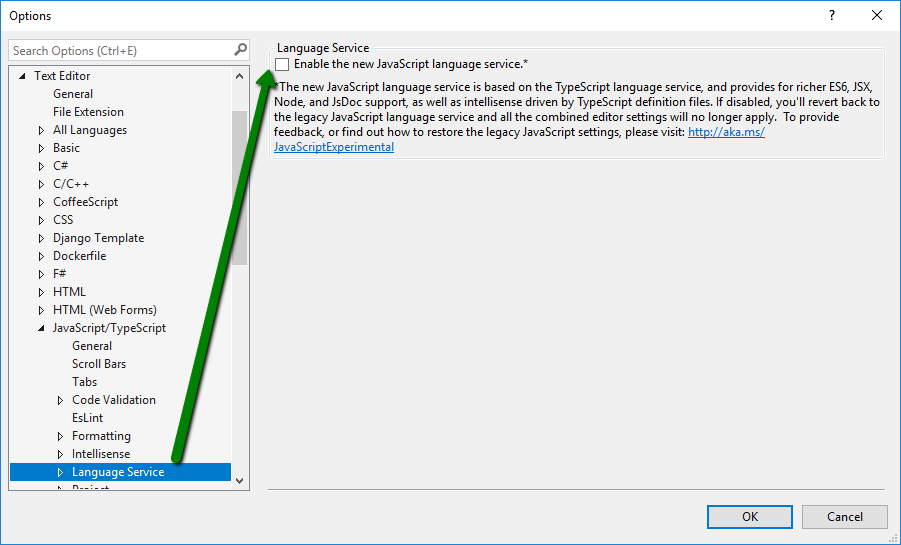 Options
?
Search Options (Ctrl+E)
Text Editor
General
File Extension
All Languages
Basic
C#
C/C++
CoffeeScript
CSS
Django Template
Dockerfile
F#
HTML
HTML (Web Forms)
JavaScript/TypeScript
General
Scroll Bars
Tabs
Code Validation
EsLint
Formatting
Intellisense
Language Service
Project
Language Service
Enable the new JavaScript language service.*
*The new JavaScript language service is based on the TypeScript language service, and provides for richer ES6, JSX,
Node, and JsDoc support, as well as intellisense driven by TypeScript definition files. If disabled, you'll revert back to
the legacy JavaScript language service and all the combined editor settings will no longer apply.  To provide
feedback, or find out how to restore the legacy JavaScript settings, please visit: http://aka.ms/
JavaScriptExperimental
OK
Cancel